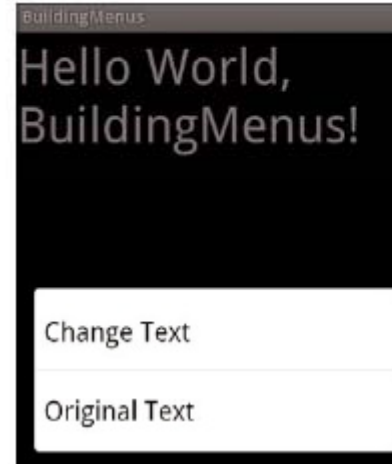 BuildingMenus
Hello World,
BuildingMenus!
Change Text
Original Text